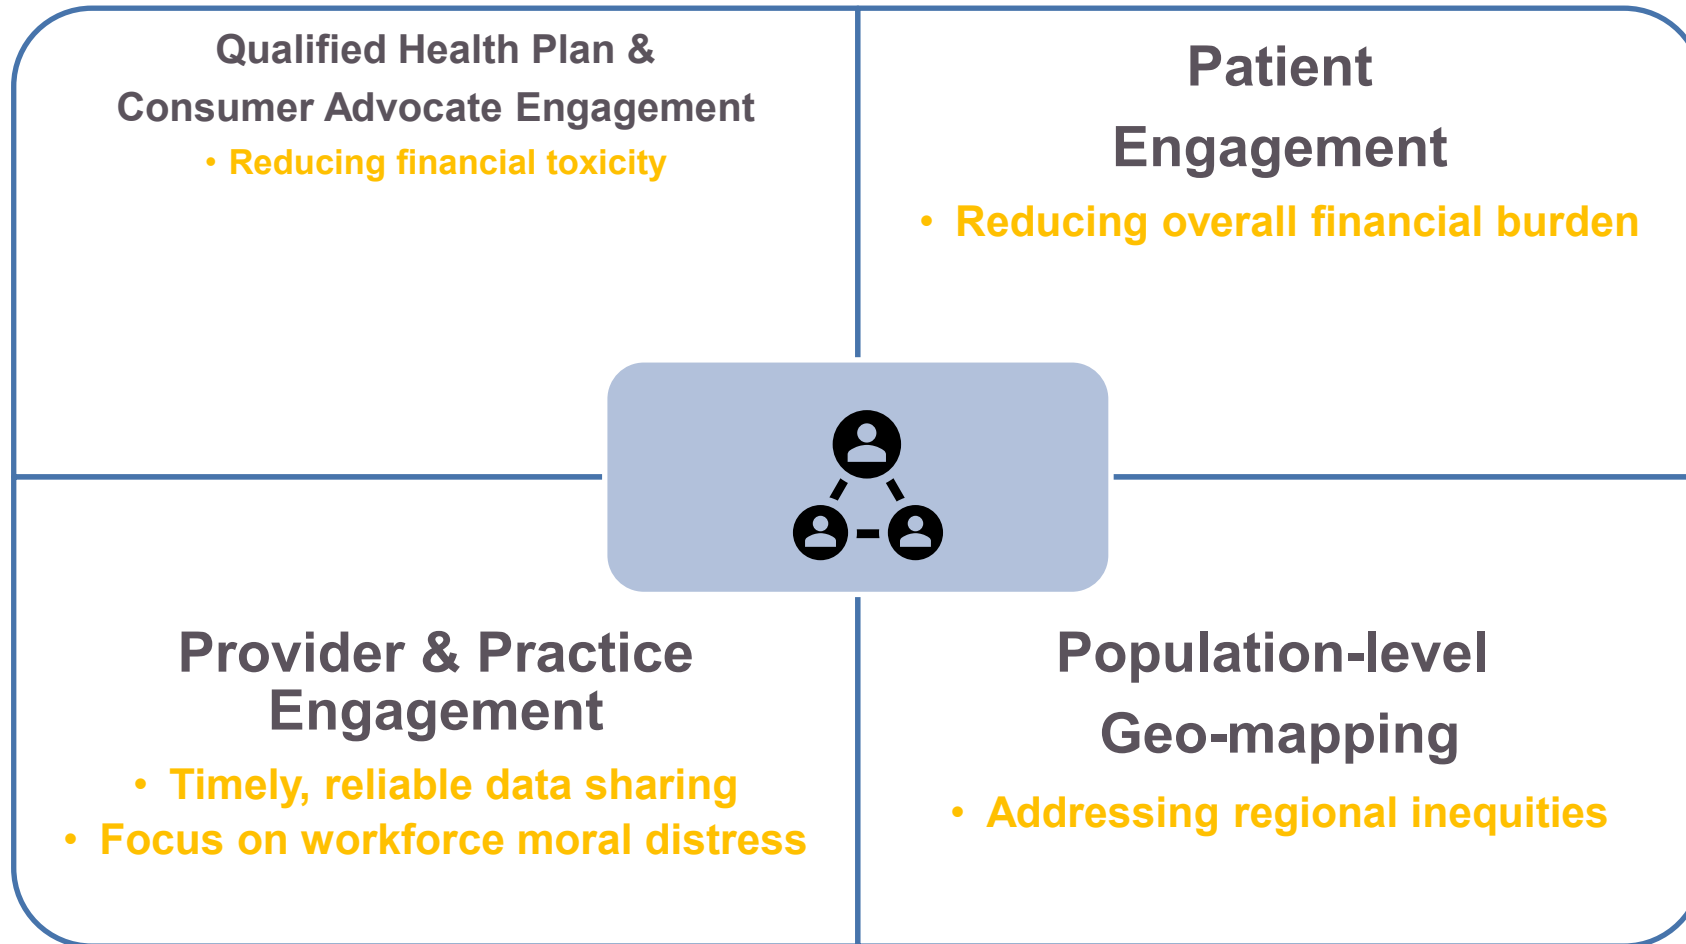 Qualified Health Plan &
Consumer Advocate Engagement
• Reducing financial toxicity
Patient
Engagement
• Reducing overall financial burden
Provider & Practice
Engagement
• Timely, reliable data sharing
• Focus on workforce moral distress
Population-level
Geo-mapping
• Addressing regional inequities